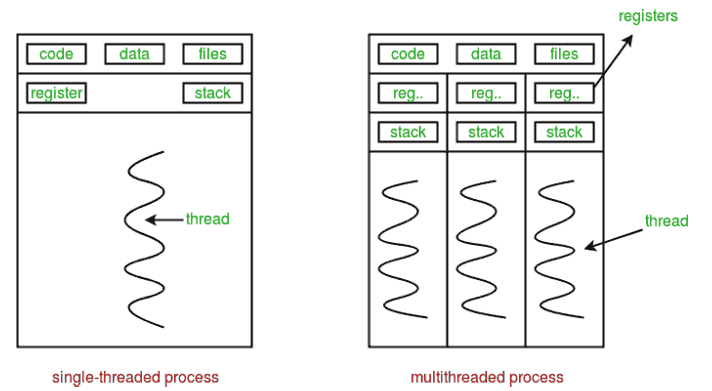 registers
code data files
register stack
thread
single-threaded process
code data files
reg.. reg.. reg..
stack stack stack
thread
multithreaded process